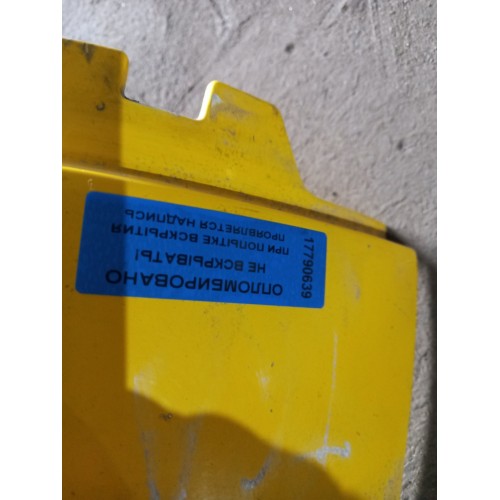 ОПЛОМБИРОВАНО
НЕ ВСКРЫВАТЬ!
ПРИ ПОПЫТКЕ ВСКРЫТИЯ
ПРОЯВЛЯЕТСЯ НАДПИСЬ
17790639